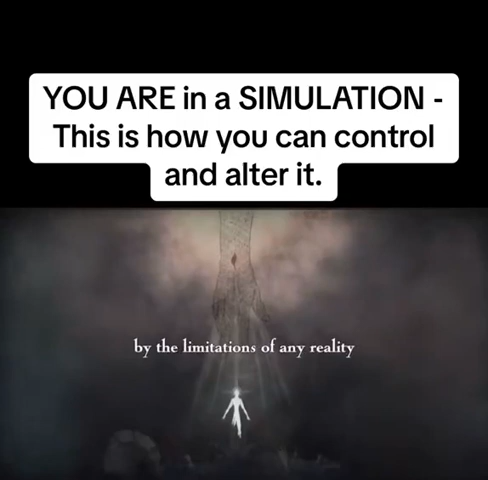 YOU ARE in a SIMULATION -
This is how you can control
and alter it.
by the limitations of any reality